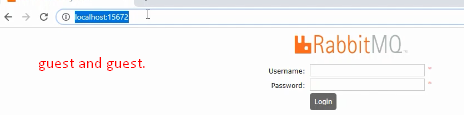 localhost:15672
RabbitMQ
guest and guest.
Username:
*
Password:
*
Login